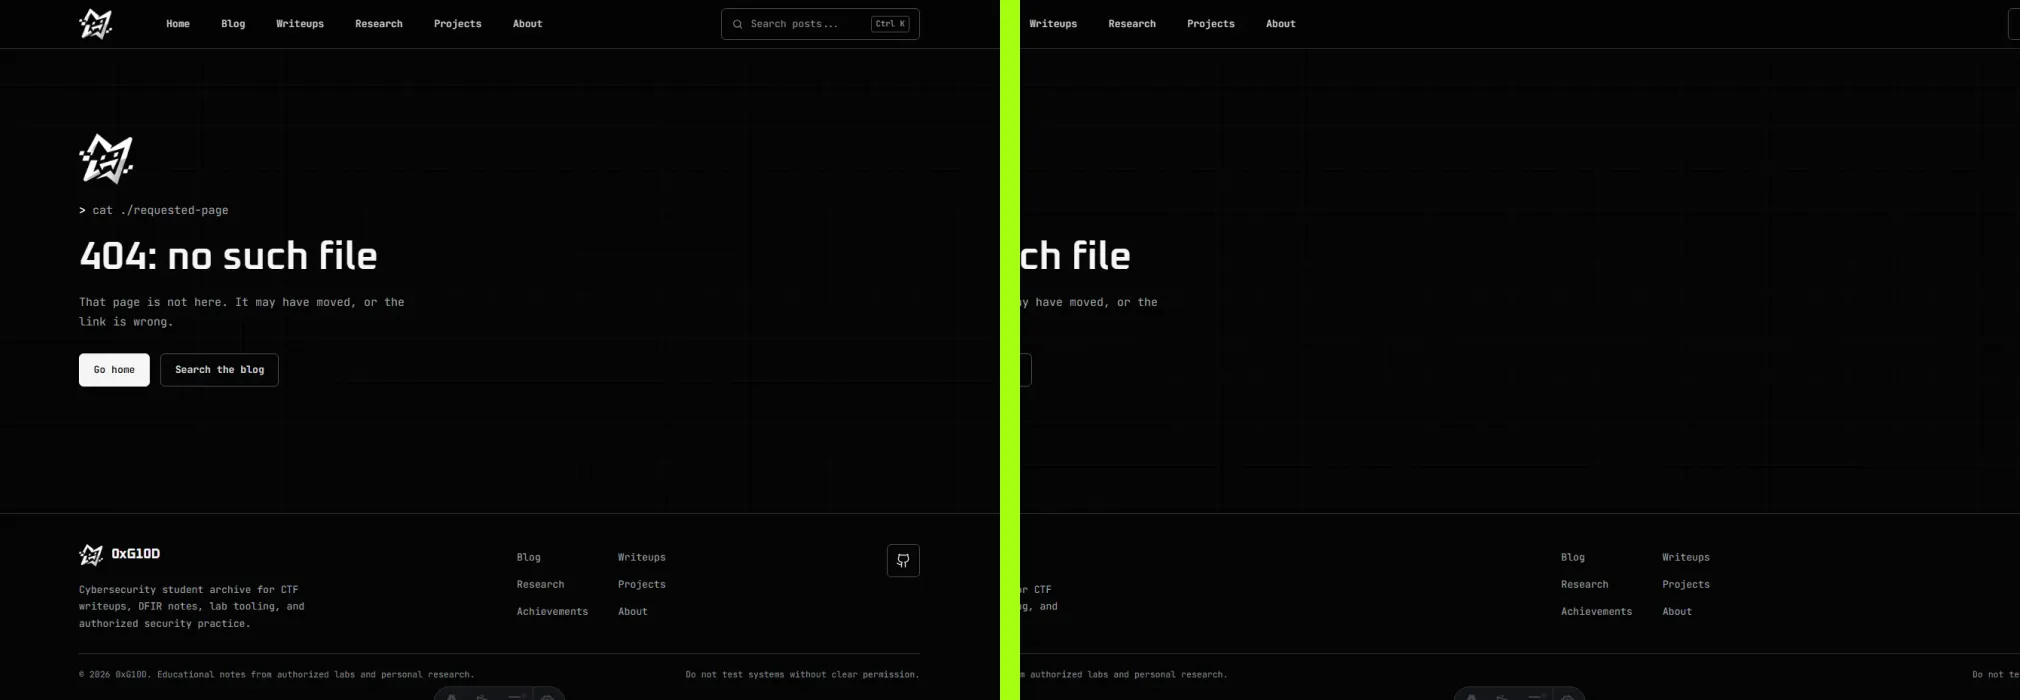 Home Blog Writeups Research Projects About Search posts... Ctrl K
> cat ./requested-page
404: no such file
That page is not here. It may have moved, or the
link is wrong.
Go home Search the blog
0xG10D
Cybersecurity student archive for CTF
writeups, DFIR notes, lab tooling, and
authorized security practice.
Blog Writeups
Research Projects
Achievements About
© 2026 0xG10D. Educational notes from authorized labs and personal research. Do not test systems without clear permission.
Writeups Research Projects About
ch file
y have moved, or the
or CTF
g, and
Blog Writeups
Research Projects
Achievements About
m authorized labs and personal research. Do not te